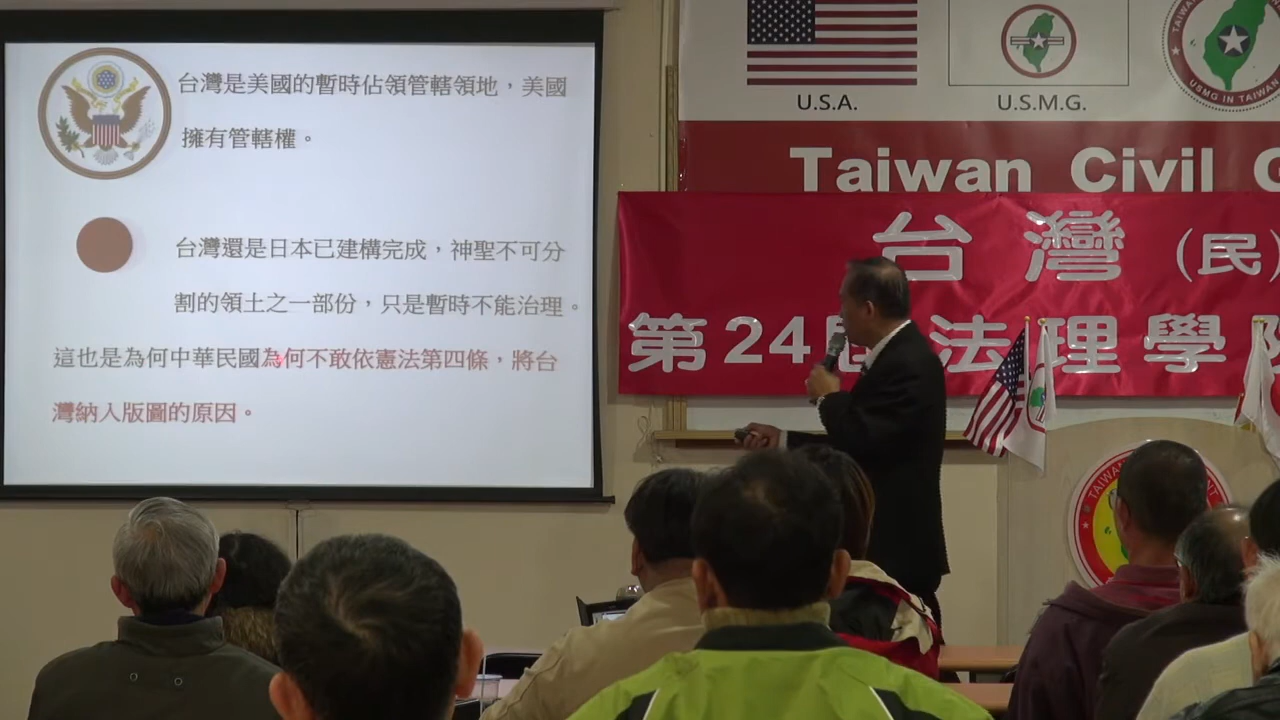 台灣是美國的暫時佔領管轄領地，美國
擁有管轄權。
台灣還是日本已建構完成，神聖不可分
割的領土之一部份，只是暫時不能治理。
這也是為何中華民國為何不敢依憲法第四條，將台
灣納入版圖的原因。
U.S.A.
U.S.M.G.
USMG IN TAIWAN
Taiwan Civil G
台灣(民)
第24屆法理學